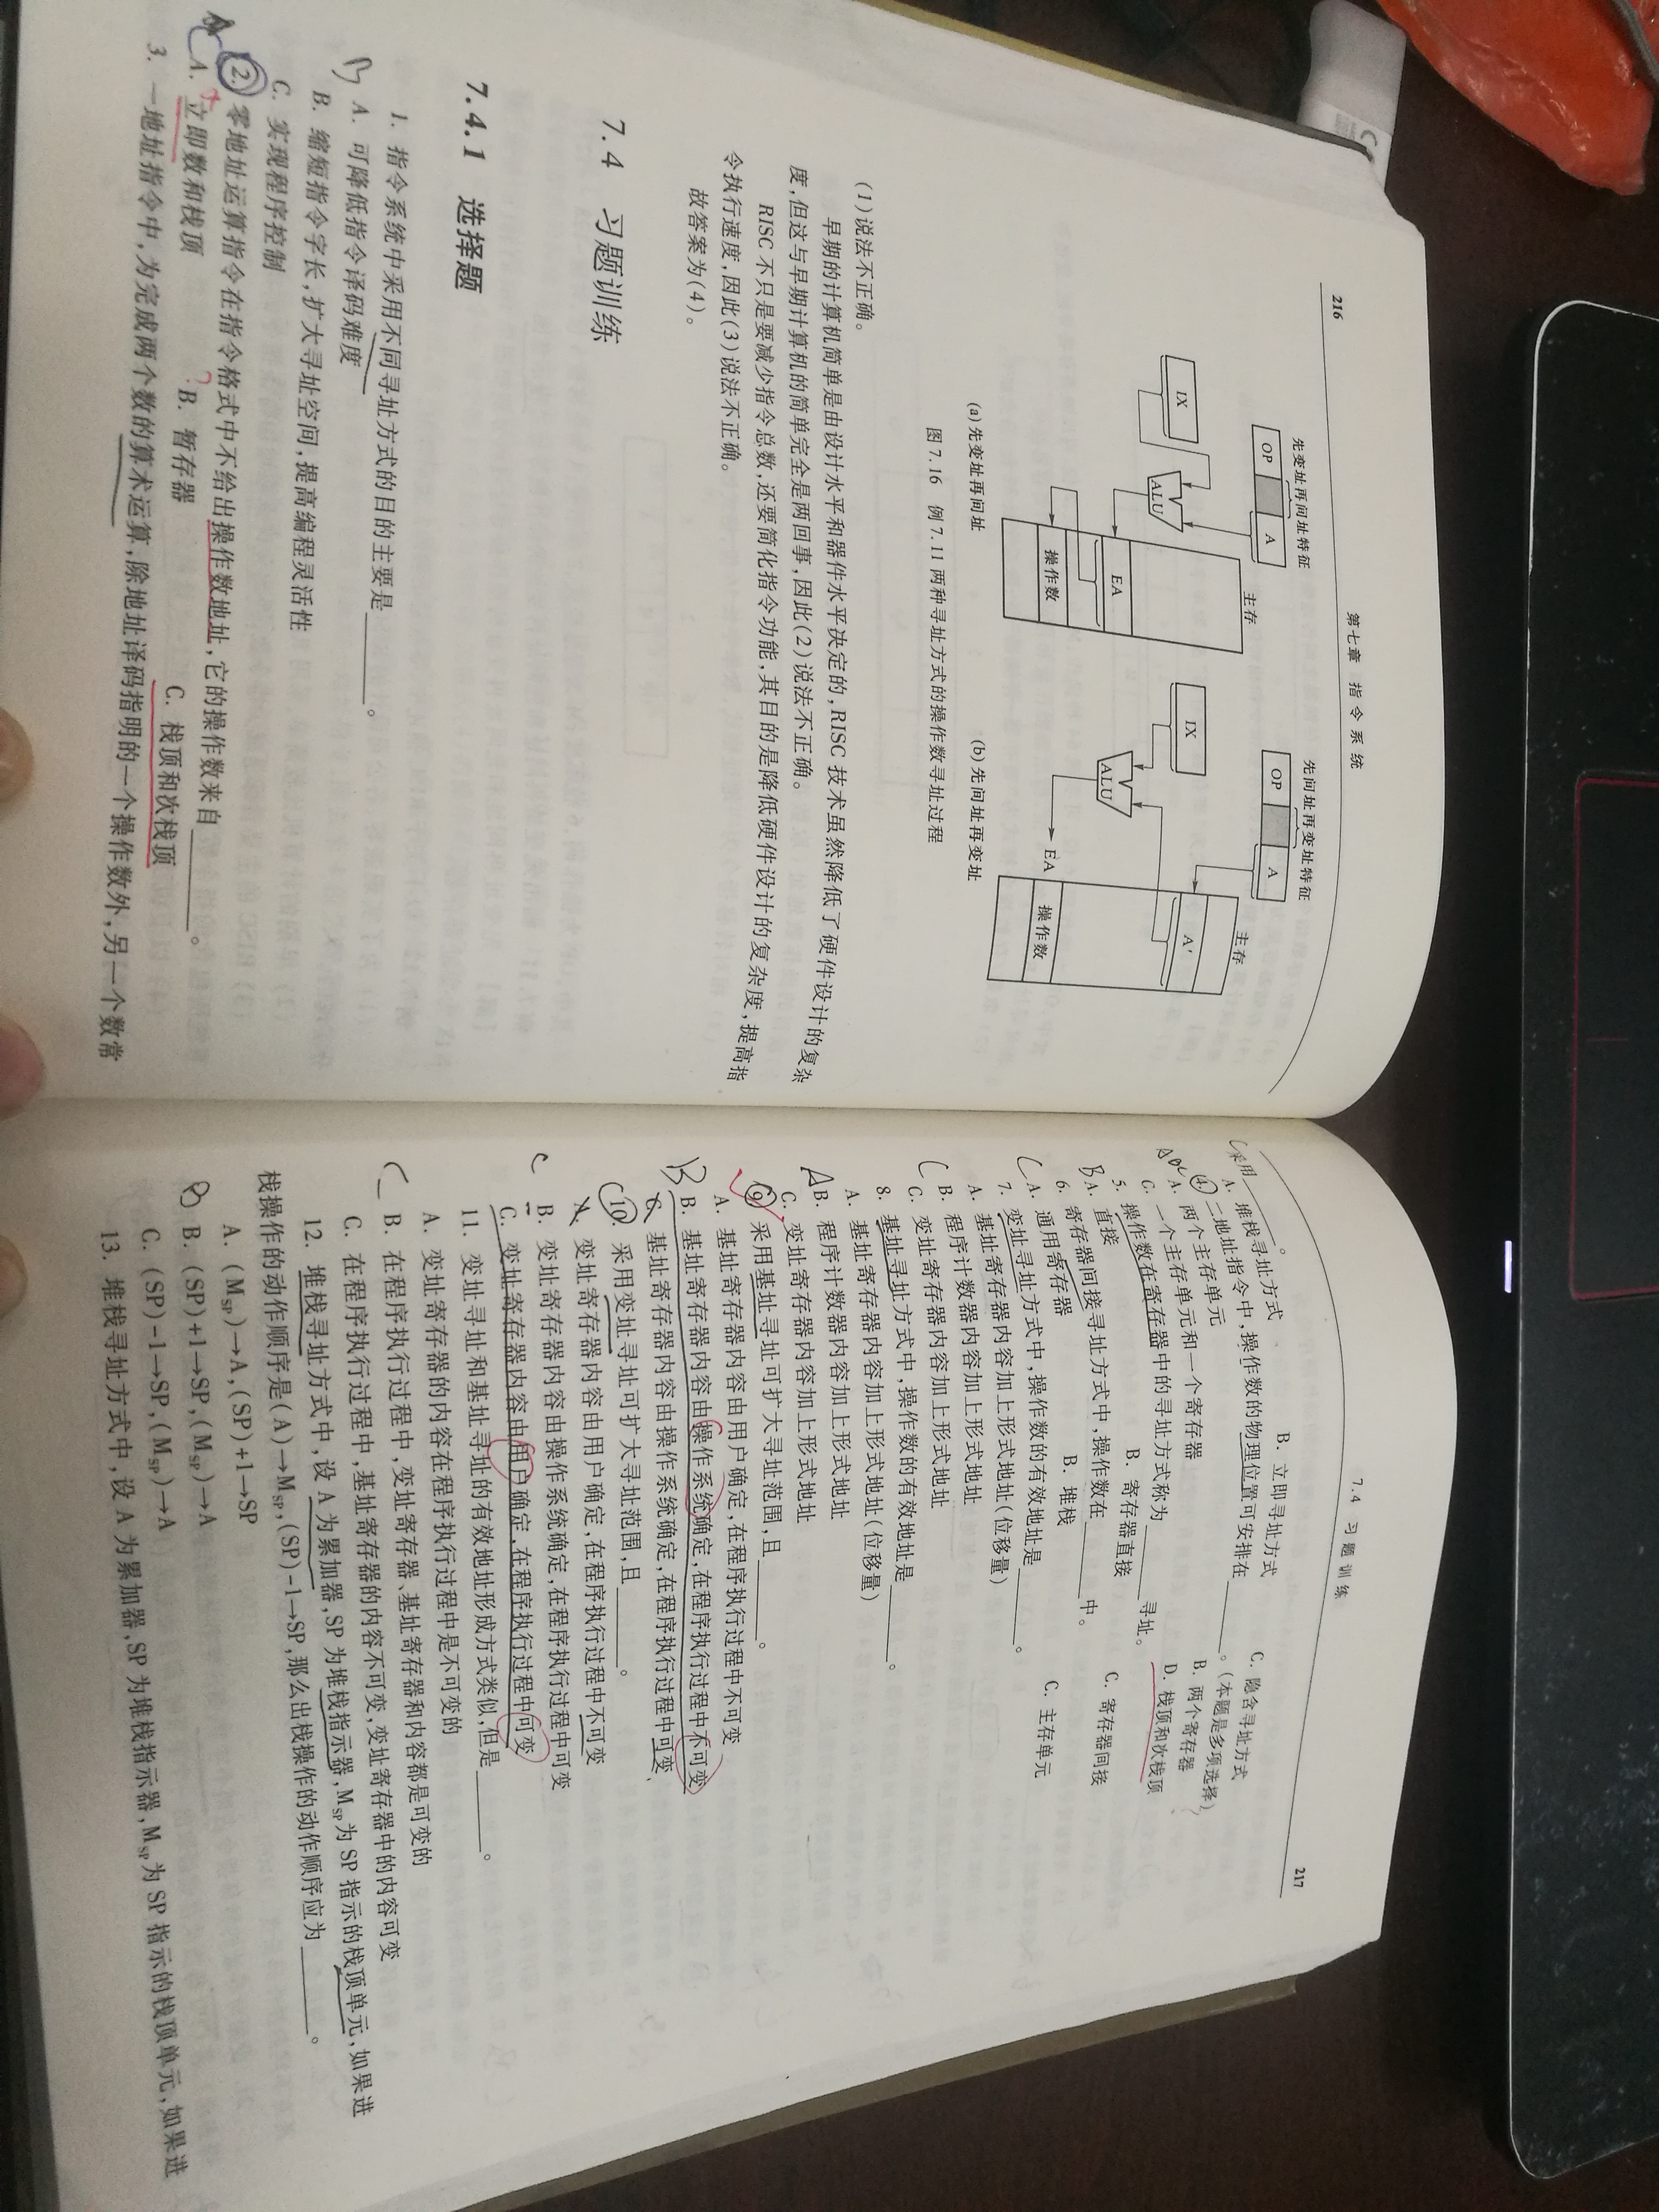 216
第七章 指令系统
先变址再间址特征
OP
A
主存
IX
ALU
EA
操作数
(a)先变址再间址
先间址再变址特征
OP
A
主存
IX
ALU
A'
EA
操作数
(b)先间址再变址
图 7.16 例 7.11 两种寻址方式的操作数寻址过程
(1)说法不正确。
早期的计算机简单是由设计水平和器件水平决定的,RISC 技术虽然降低了硬件设计的复杂
度,但这与早期计算机的简单完全是两回事,因此(2)说法不正确。
RISC 不只是要减少指令总数,还要简化指令功能,其目的是降低硬件设计的复杂度,提高指
令执行速度,因此(3)说法不正确。
故答案为(4)。
7.4 习题训练
7.4.1 选择题
1. 指令系统中采用不同寻址方式的目的主要是________。
B
A. 可降低指令译码难度
B. 缩短指令字长,扩大寻址空间,提高编程灵活性
C. 实现程序控制
2. 零地址运算指令在指令格式中不给出操作数地址,它的操作数来自________。
A. 立即数和栈顶 B. 暂存器 C. 栈顶和次栈顶
3. 一地址指令中,为完成两个数的算术运算,除地址译码指明的一个操作数外,另一个数常
7.4 习题训练
217
C 采用________。
A. 堆栈寻址方式 B. 立即寻址方式 C. 隐含寻址方式
4. 二地址指令中,操作数的物理位置可安排在________。(本题是多项选择)
A. 两个主存单元 B. 两个寄存器
C. 一个主存单元和一个寄存器 D. 栈顶和次栈顶
5. 操作数在寄存器中的寻址方式称为________寻址。
B A. 直接 B. 寄存器直接 C. 寄存器间接
6. 寄存器间接寻址方式中,操作数在________中。
C A. 通用寄存器 B. 堆栈 C. 主存单元
7. 变址寻址方式中,操作数的有效地址是________。
A. 基址寄存器内容加上形式地址(位移量)
C B. 程序计数器内容加上形式地址
C. 变址寄存器内容加上形式地址
8. 基址寻址方式中,操作数的有效地址是________。
A. 基址寄存器内容加上形式地址(位移量)
A B. 程序计数器内容加上形式地址
C. 变址寄存器内容加上形式地址
9. 采用基址寻址可扩大寻址范围,且________。
A. 基址寄存器内容由用户确定,在程序执行过程中不可变
B B. 基址寄存器内容由操作系统确定,在程序执行过程中不可变
C. 基址寄存器内容由操作系统确定,在程序执行过程中可变
10. 采用变址寻址可扩大寻址范围,且________。
A. 变址寄存器内容由用户确定,在程序执行过程中不可变
B. 变址寄存器内容由操作系统确定,在程序执行过程中可变
C C. 变址寄存器内容由用户确定,在程序执行过程中可变
11. 变址寻址和基址寻址的有效地址形成方式类似,但是________。
A. 变址寄存器的内容在程序执行过程中是不可变的
B. 在程序执行过程中,变址寄存器、基址寄存器和内容都是可变的
C C. 在程序执行过程中,基址寄存器的内容不可变,变址寄存器中的内容可变
12. 堆栈寻址方式中,设 A 为累加器,SP 为堆栈指示器,MSP 为 SP 指示的栈顶单元,如果进
栈操作的动作顺序是(A)→MSP,(SP)-1→SP,那么出栈操作的动作顺序应为________。
A. (MSP)→A,(SP)+1→SP
B B. (SP)+1→SP,(MSP)→A
C. (SP)-1→SP,(MSP)→A
13. 堆栈寻址方式中,设 A 为累加器,SP 为堆栈指示器,MSP 为 SP 指示的栈顶单元,如果进